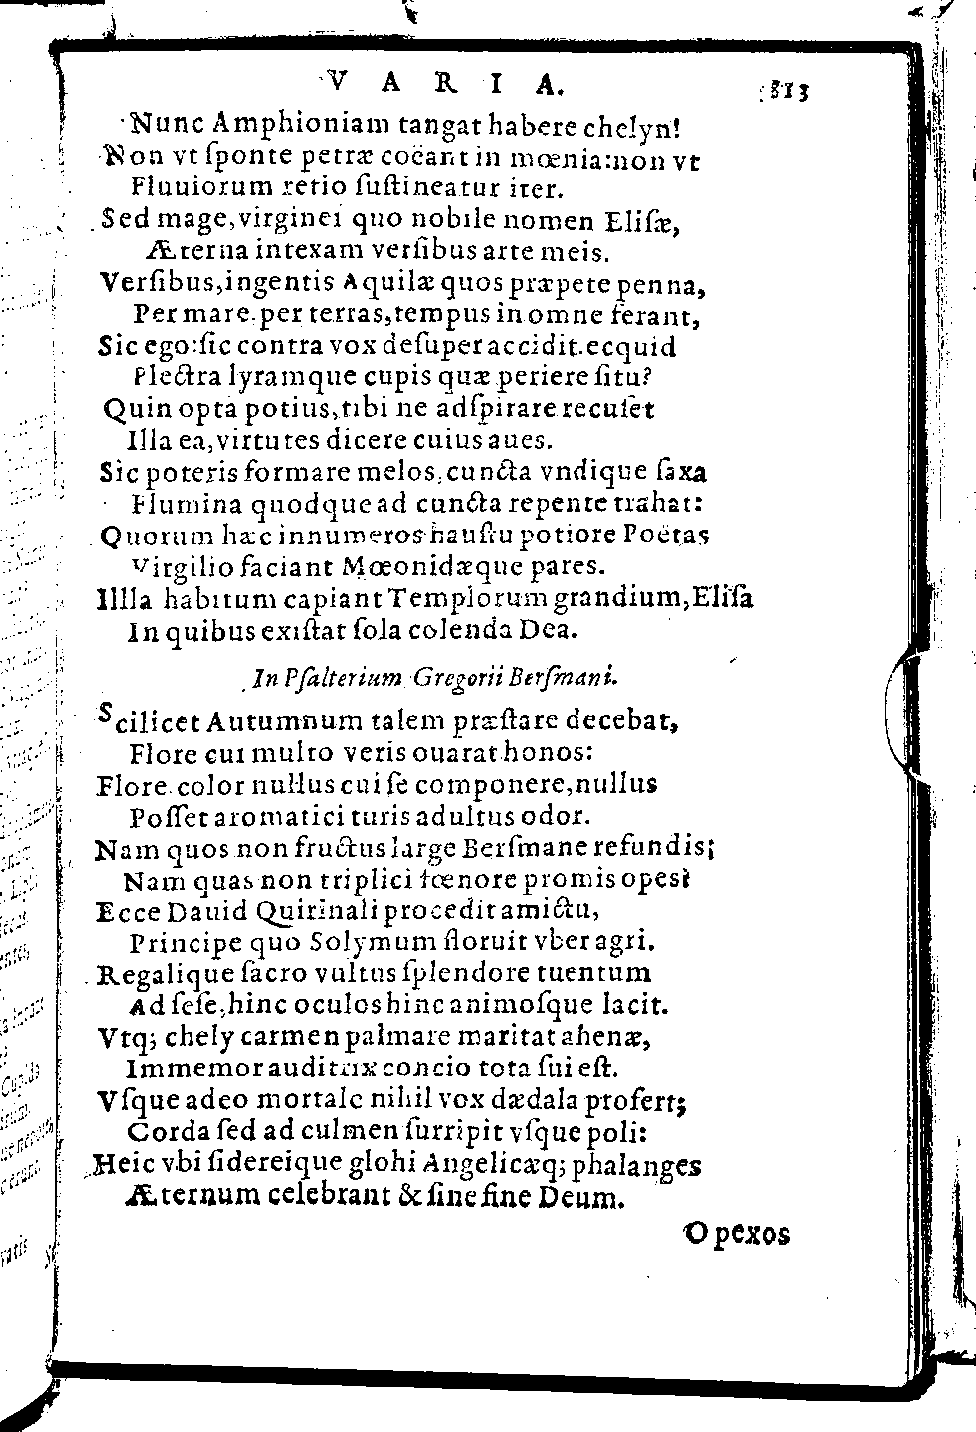 VARIA. 813
Nunc Amphioniam tangat habere chelyn!
Non vt ſponte petræ coëant in mœnia:non vt
Fluuiorum retio ſuſtineatur iter.
Sed mage,virginei quo nobile nomen Eliſæ,
Æterna intexam verſibus arte meis.
Verſibus,ingentis Aquilæ quos præpete penna,
Per mare.per terras,tempus in omne ferant,
Sic ego:ſic contra vox deſuper accidit.ecquid
Plectra lyramque cupis quæ periere ſitu?
Quin opta potius,tibi ne adſpirare recuſet
Illa ea,virtutes dicere cuius aues.
Sic poteris formare melos,cuncta vndique ſaxa
Flumina quodque ad cuncta repente trahat:
Quorum hæc innumeros hauſtu potiore Poëtas
Virgilio faciant Mœonidæque pares.
Illla habitum capiant Templorum grandium,Eliſa
In quibus exiſtat ſola colenda Dea.
In Pſalterium Gregorii Berſmani.
Scilicet Autumnum talem præſtare decebat,
Flore cui multo veris ouarat honos:
Flore color nullus cui ſe componere,nullus
Poſſet aromatici turis adultus odor.
Nam quos non fructus large Berſmane refundis;
Nam quas non triplici fœnore promis opes?
Ecce Dauid Quirinali procedit amictu,
Principe quo Solymum floruit vber agri.
Regalique ſacro vultus ſplendore tuentum
Ad ſeſe,hinc oculos hinc animoſque lacit.
Vtq; chely carmen palmare maritat ahenæ,
Immemor auditrix concio tota ſui eſt.
Vſque adeo mortale nihil vox dædala profert;
Corda ſed ad culmen ſurripit vſque poli:
Heic vbi ſidereique glohi Angelicæq; phalanges
Æternum celebrant & ſine fine Deum.
Opexos